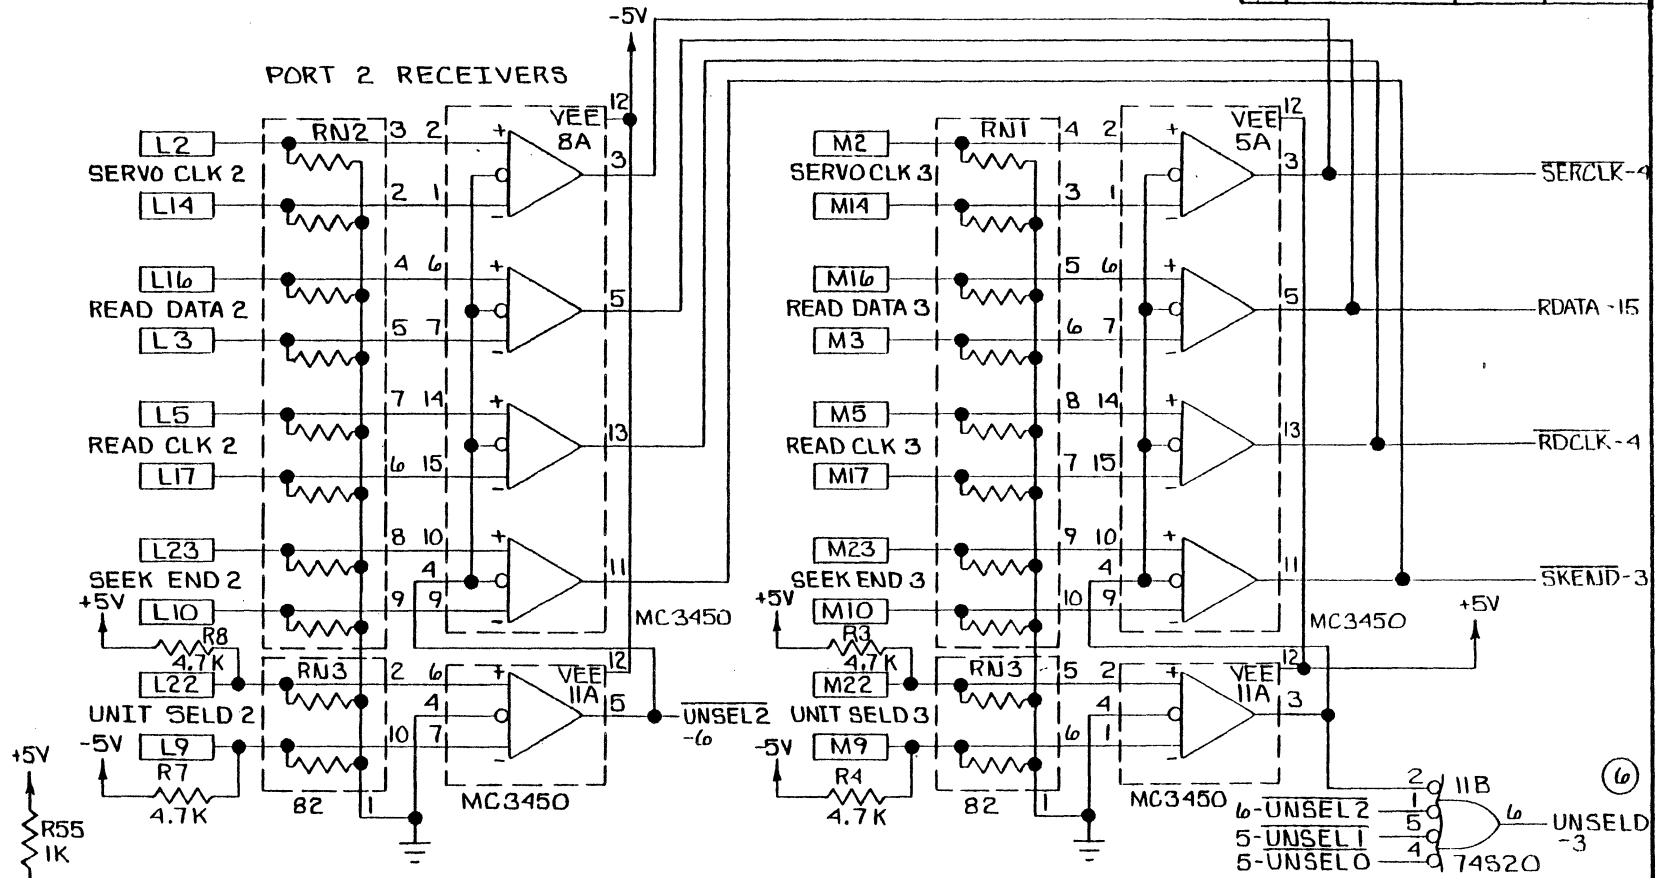 -5V
PORT 2 RECEIVERS
L2
RN2
3 2
+
VEE
12
8A
3
SERVO CLK 2
L14
2 1
-
L16
4 6
+
READ DATA 2
5
L3
5 7
-
L5
7 14
+
READ CLK 2
13
L17
6 15
-
L23
8 10
+
SEEK END 2
4
11
+5V
L10
9 9
-
MC3450
R8
4.7K
L22
RN3
2 6
+
VEE
12
11A
UNIT SELD 2
4
5
UNSEL2
-6
-5V
L9
10 7
-
R7
4.7K
82
1
MC3450
+5V
R55
1K
M2
RN1
4 2
+
VEE
12
5A
SERVO CLK 3
3
SERCLK-4
M14
3 1
-
M16
5 6
+
READ DATA 3
5
RDATA -15
M3
6 7
-
M5
8 14
+
READ CLK 3
13
RDCLK-4
M17
7 15
-
M23
9 10
+
SEEK END 3
4
11
SKEND-3
+5V
M10
10 9
-
MC3450
+5V
R3
4.7K
M22
RN3
5 2
+
VEE
12
11A
UNIT SELD 3
4
3
-5V
M9
6 1
-
R4
4.7K
82
1
MC3450
2
11B
6
6-UNSEL2
1
5-UNSEL1
5
6
UNSELD
-3
5-UNSEL0
4
74S20